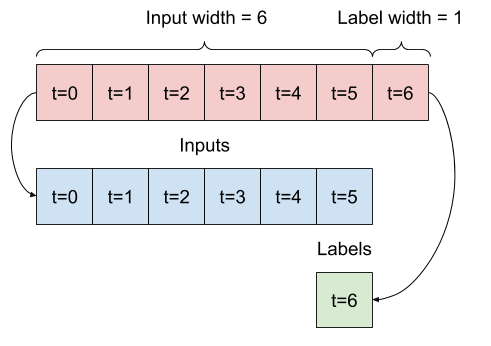 Input width = 6 Label width = 1
t=0 t=1 t=2 t=3 t=4 t=5 t=6
Inputs
t=0 t=1 t=2 t=3 t=4 t=5
Labels
t=6